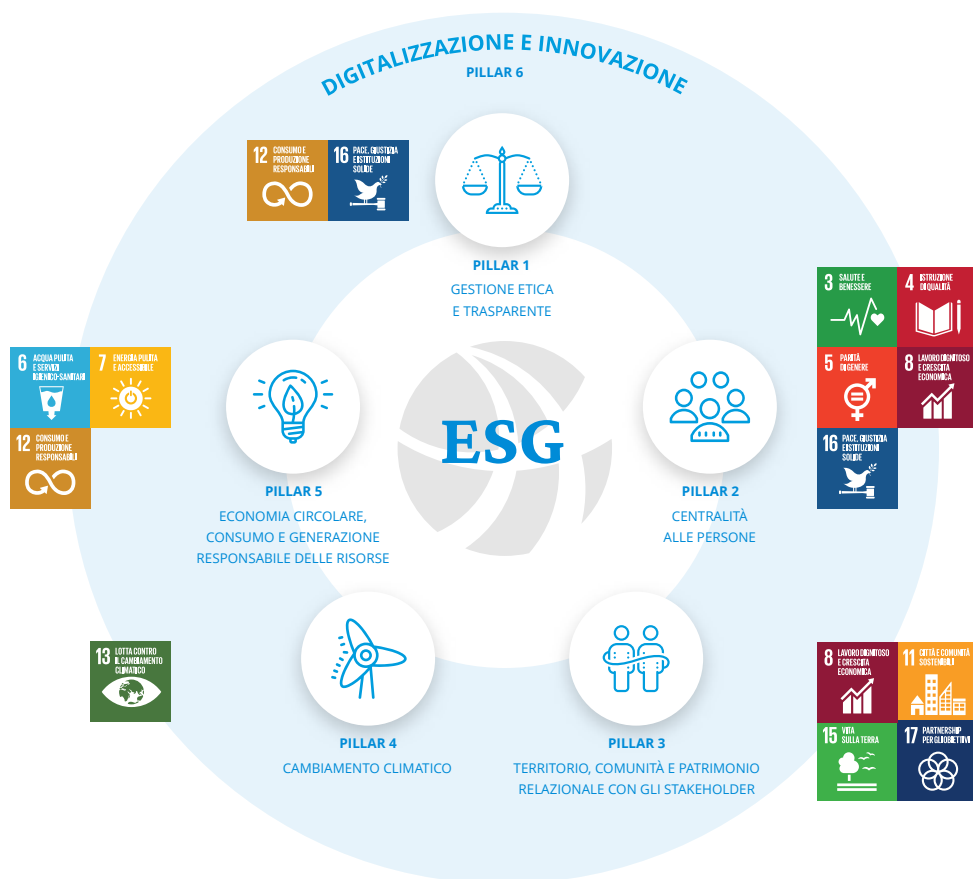 DIGITALIZZAZIONE E INNOVAZIONE
PILLAR 6
12 CONSUMO E
PRODUZIONE
RESPONSABILI
16 PACE, GIUSTIZIA
E ISTITUZIONI
SOLIDE
PILLAR 1
GESTIONE ETICA
E TRASPARENTE
3 SALUTE E
BENESSERE
4 ISTRUZIONE
DI QUALITÀ
5 PARITÀ
DI GENERE
8 LAVORO DIGNITOSO
E CRESCITA
ECONOMICA
16 PACE, GIUSTIZIA
E ISTITUZIONI
SOLIDE
6 ACQUA PULITA
E SERVIZI
IGIENICO-SANITARI
7 ENERGIA PULITA
E ACCESSIBILE
12 CONSUMO E
PRODUZIONE
RESPONSABILI
ESG
PILLAR 5
ECONOMIA CIRCOLARE,
CONSUMO E GENERAZIONE
RESPONSABILE DELLE RISORSE
PILLAR 2
CENTRALITÀ
ALLE PERSONE
13 LOTTA CONTRO
IL CAMBIAMENTO
CLIMATICO
8 LAVORO DIGNITOSO
E CRESCITA
ECONOMICA
11 CITTÀ E COMUNITÀ
SOSTENIBILI
15 VITA
SULLA TERRA
17 PARTNERSHIP
PER GLI OBIETTIVI
PILLAR 4
CAMBIAMENTO CLIMATICO
PILLAR 3
TERRITORIO, COMUNITÀ E PATRIMONIO
RELAZIONALE CON GLI STAKEHOLDER